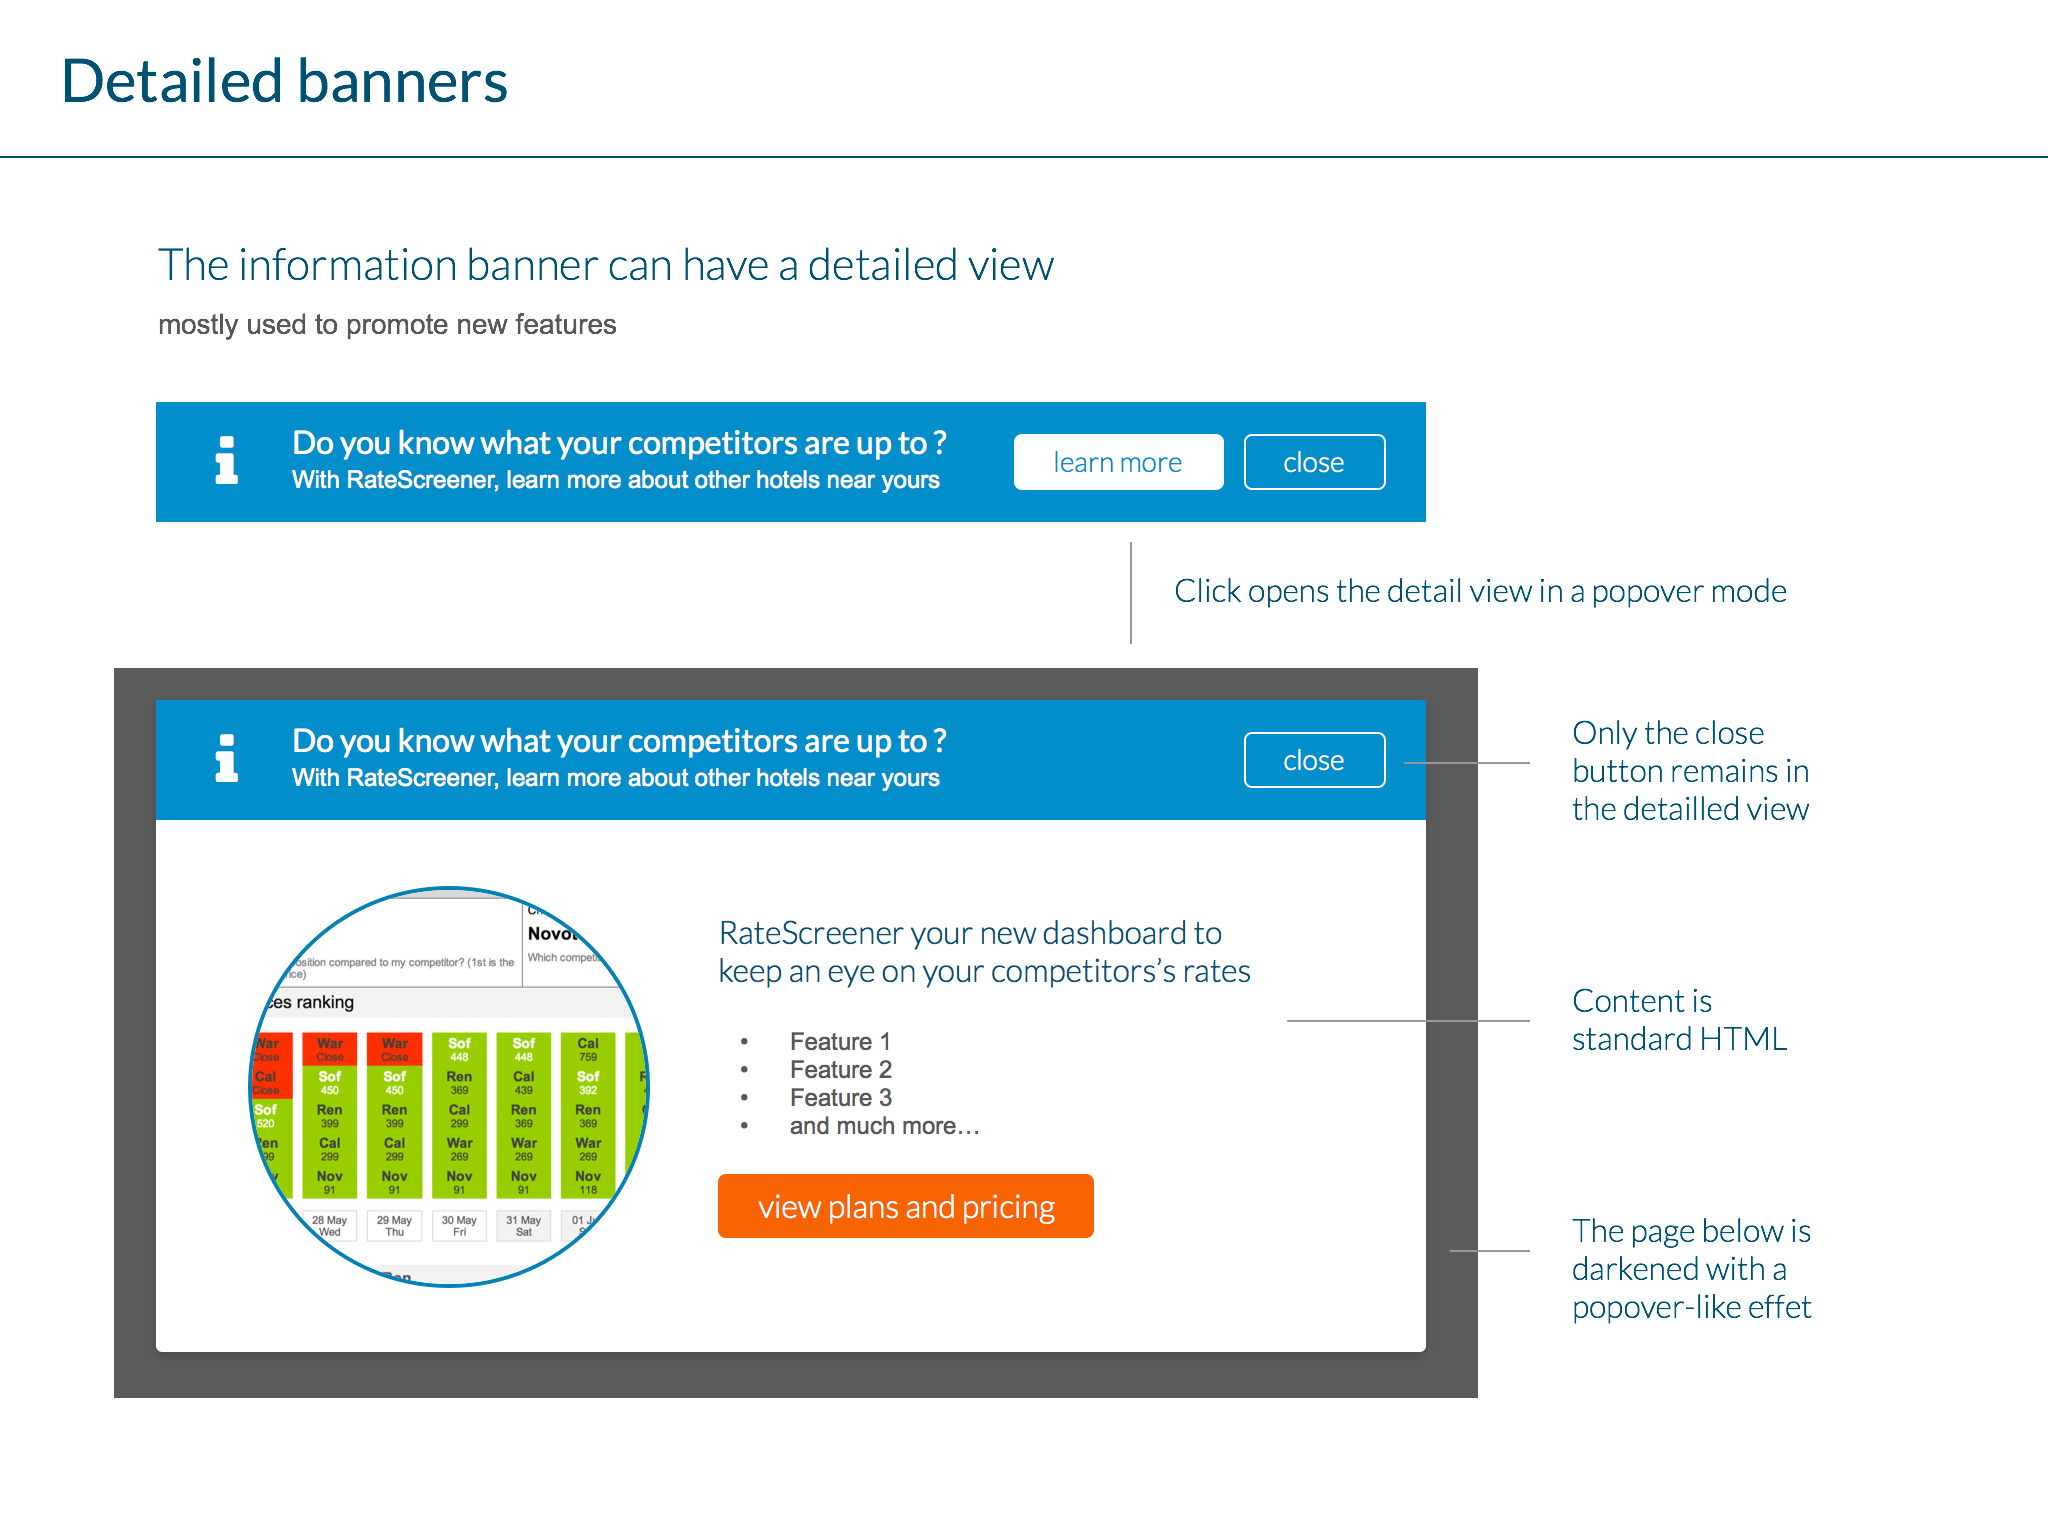 Detailed banners
The information banner can have a detailed view
mostly used to promote new features
Do you know what your competitors are up to ?
With RateScreener, learn more about other hotels near yours
learn more
close
Click opens the detail view in a popover mode
Do you know what your competitors are up to ?
With RateScreener, learn more about other hotels near yours
close
Only the close
button remains in
the detailled view
compared to my competitor? (1st is the
Which
ranking
War War War Sof Sof Cal
Close Close Close 448 448 759
Cal Sof Sof Ren Cal Sof
Close 450 450 369 439 392
Sof Ren Ren Cal Ren Ren
520 399 399 299 369 369
Cal Cal War War War
299 299 269 269 269
Nov Nov Nov Nov Nov
91 91 91 91 118
28 May 29 May 30 May 31 May 01
Wed Thu Fri Sat
RateScreener your new dashboard to
keep an eye on your competitors’s rates
• Feature 1
• Feature 2
• Feature 3
• and much more…
view plans and pricing
Content is
standard HTML
The page below is
darkened with a
popover-like effet